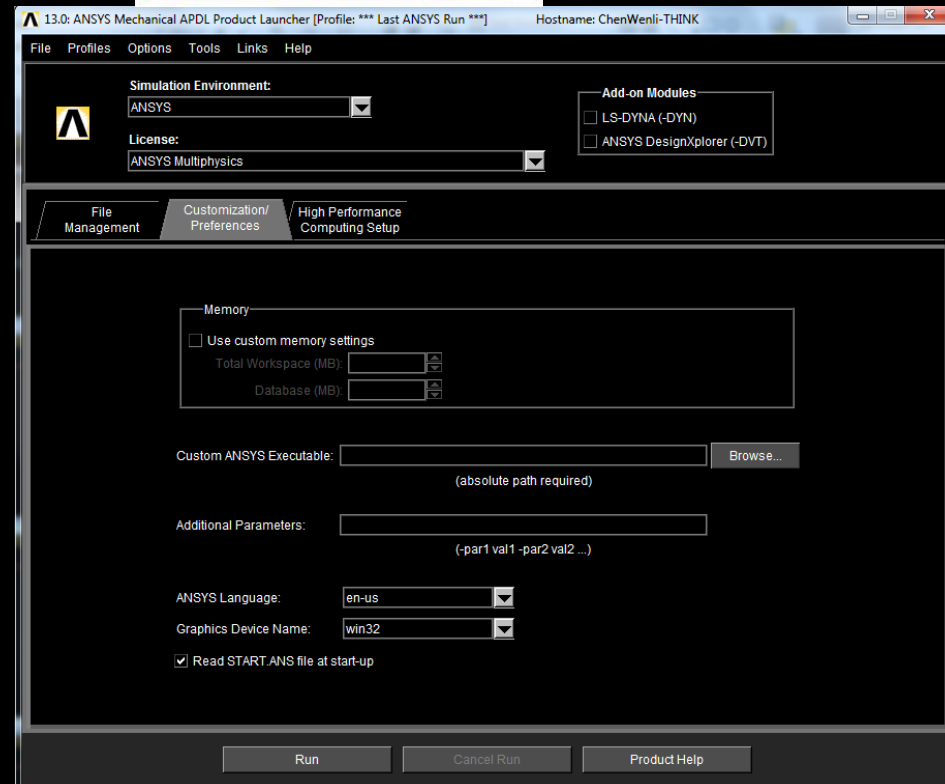 13.0: ANSYS Mechanical APDL Product Launcher [Profile: *** Last ANSYS Run ***] Hostname: ChenWenli-THINK
File Profiles Options Tools Links Help
Simulation Environment:
ANSYS
License:
ANSYS Multiphysics
Add-on Modules
LS-DYNA (-DYN)
ANSYS DesignXplorer (-DVT)
File
Management
Customization/
Preferences
High Performance
Computing Setup
Memory
Use custom memory settings
Total Workspace (MB):
Database (MB):
Custom ANSYS Executable:
Browse...
(absolute path required)
Additional Parameters:
(-par1 val1 -par2 val2 ...)
ANSYS Language:
en-us
Graphics Device Name:
win32
Read START.ANS file at start-up
Run
Cancel Run
Product Help